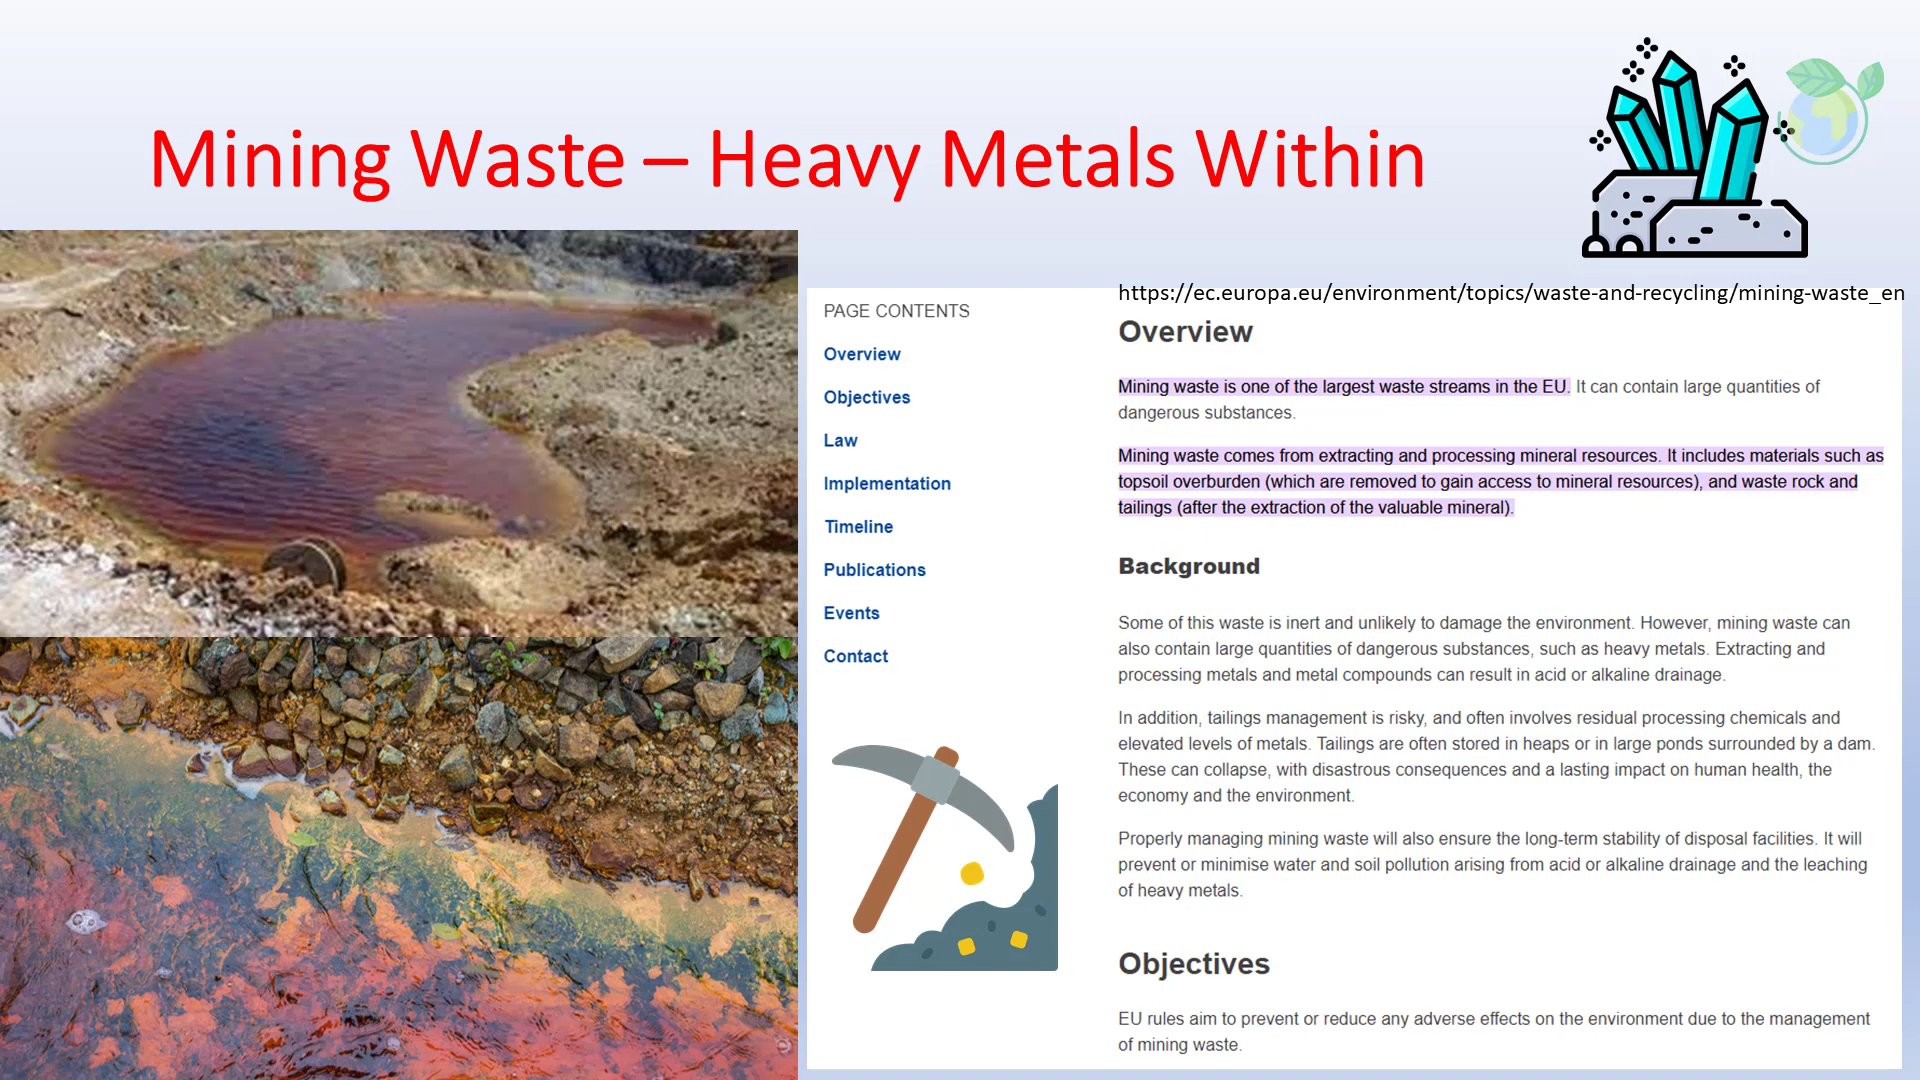 Mining Waste – Heavy Metals Within
https://ec.europa.eu/environment/topics/waste-and-recycling/mining-waste_en
PAGE CONTENTS
Overview
Objectives
Law
Implementation
Timeline
Publications
Events
Contact
Overview
Mining waste is one of the largest waste streams in the EU. It can contain large quantities of
dangerous substances.
Mining waste comes from extracting and processing mineral resources. It includes materials such as
topsoil overburden (which are removed to gain access to mineral resources), and waste rock and
tailings (after the extraction of the valuable mineral).
Background
Some of this waste is inert and unlikely to damage the environment. However, mining waste can
also contain large quantities of dangerous substances, such as heavy metals. Extracting and
processing metals and metal compounds can result in acid or alkaline drainage.
In addition, tailings management is risky, and often involves residual processing chemicals and
elevated levels of metals. Tailings are often stored in heaps or in large ponds surrounded by a dam.
These can collapse, with disastrous consequences and a lasting impact on human health, the
economy and the environment.
Properly managing mining waste will also ensure the long-term stability of disposal facilities. It will
prevent or minimise water and soil pollution arising from acid or alkaline drainage and the leaching
of heavy metals.
Objectives
EU rules aim to prevent or reduce any adverse effects on the environment due to the management
of mining waste.